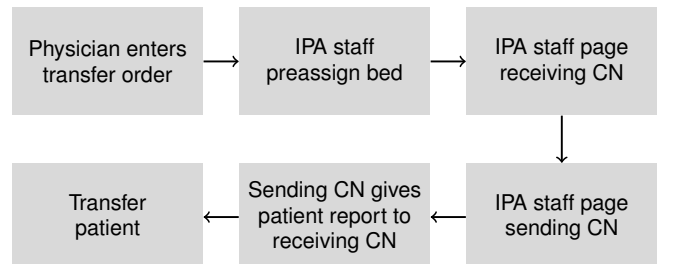 Physician enters
transfer order
IPA staff
preassign bed
IPA staff page
receiving CN
IPA staff page
sending CN
Sending CN gives
patient report to
receiving CN
Transfer
patient